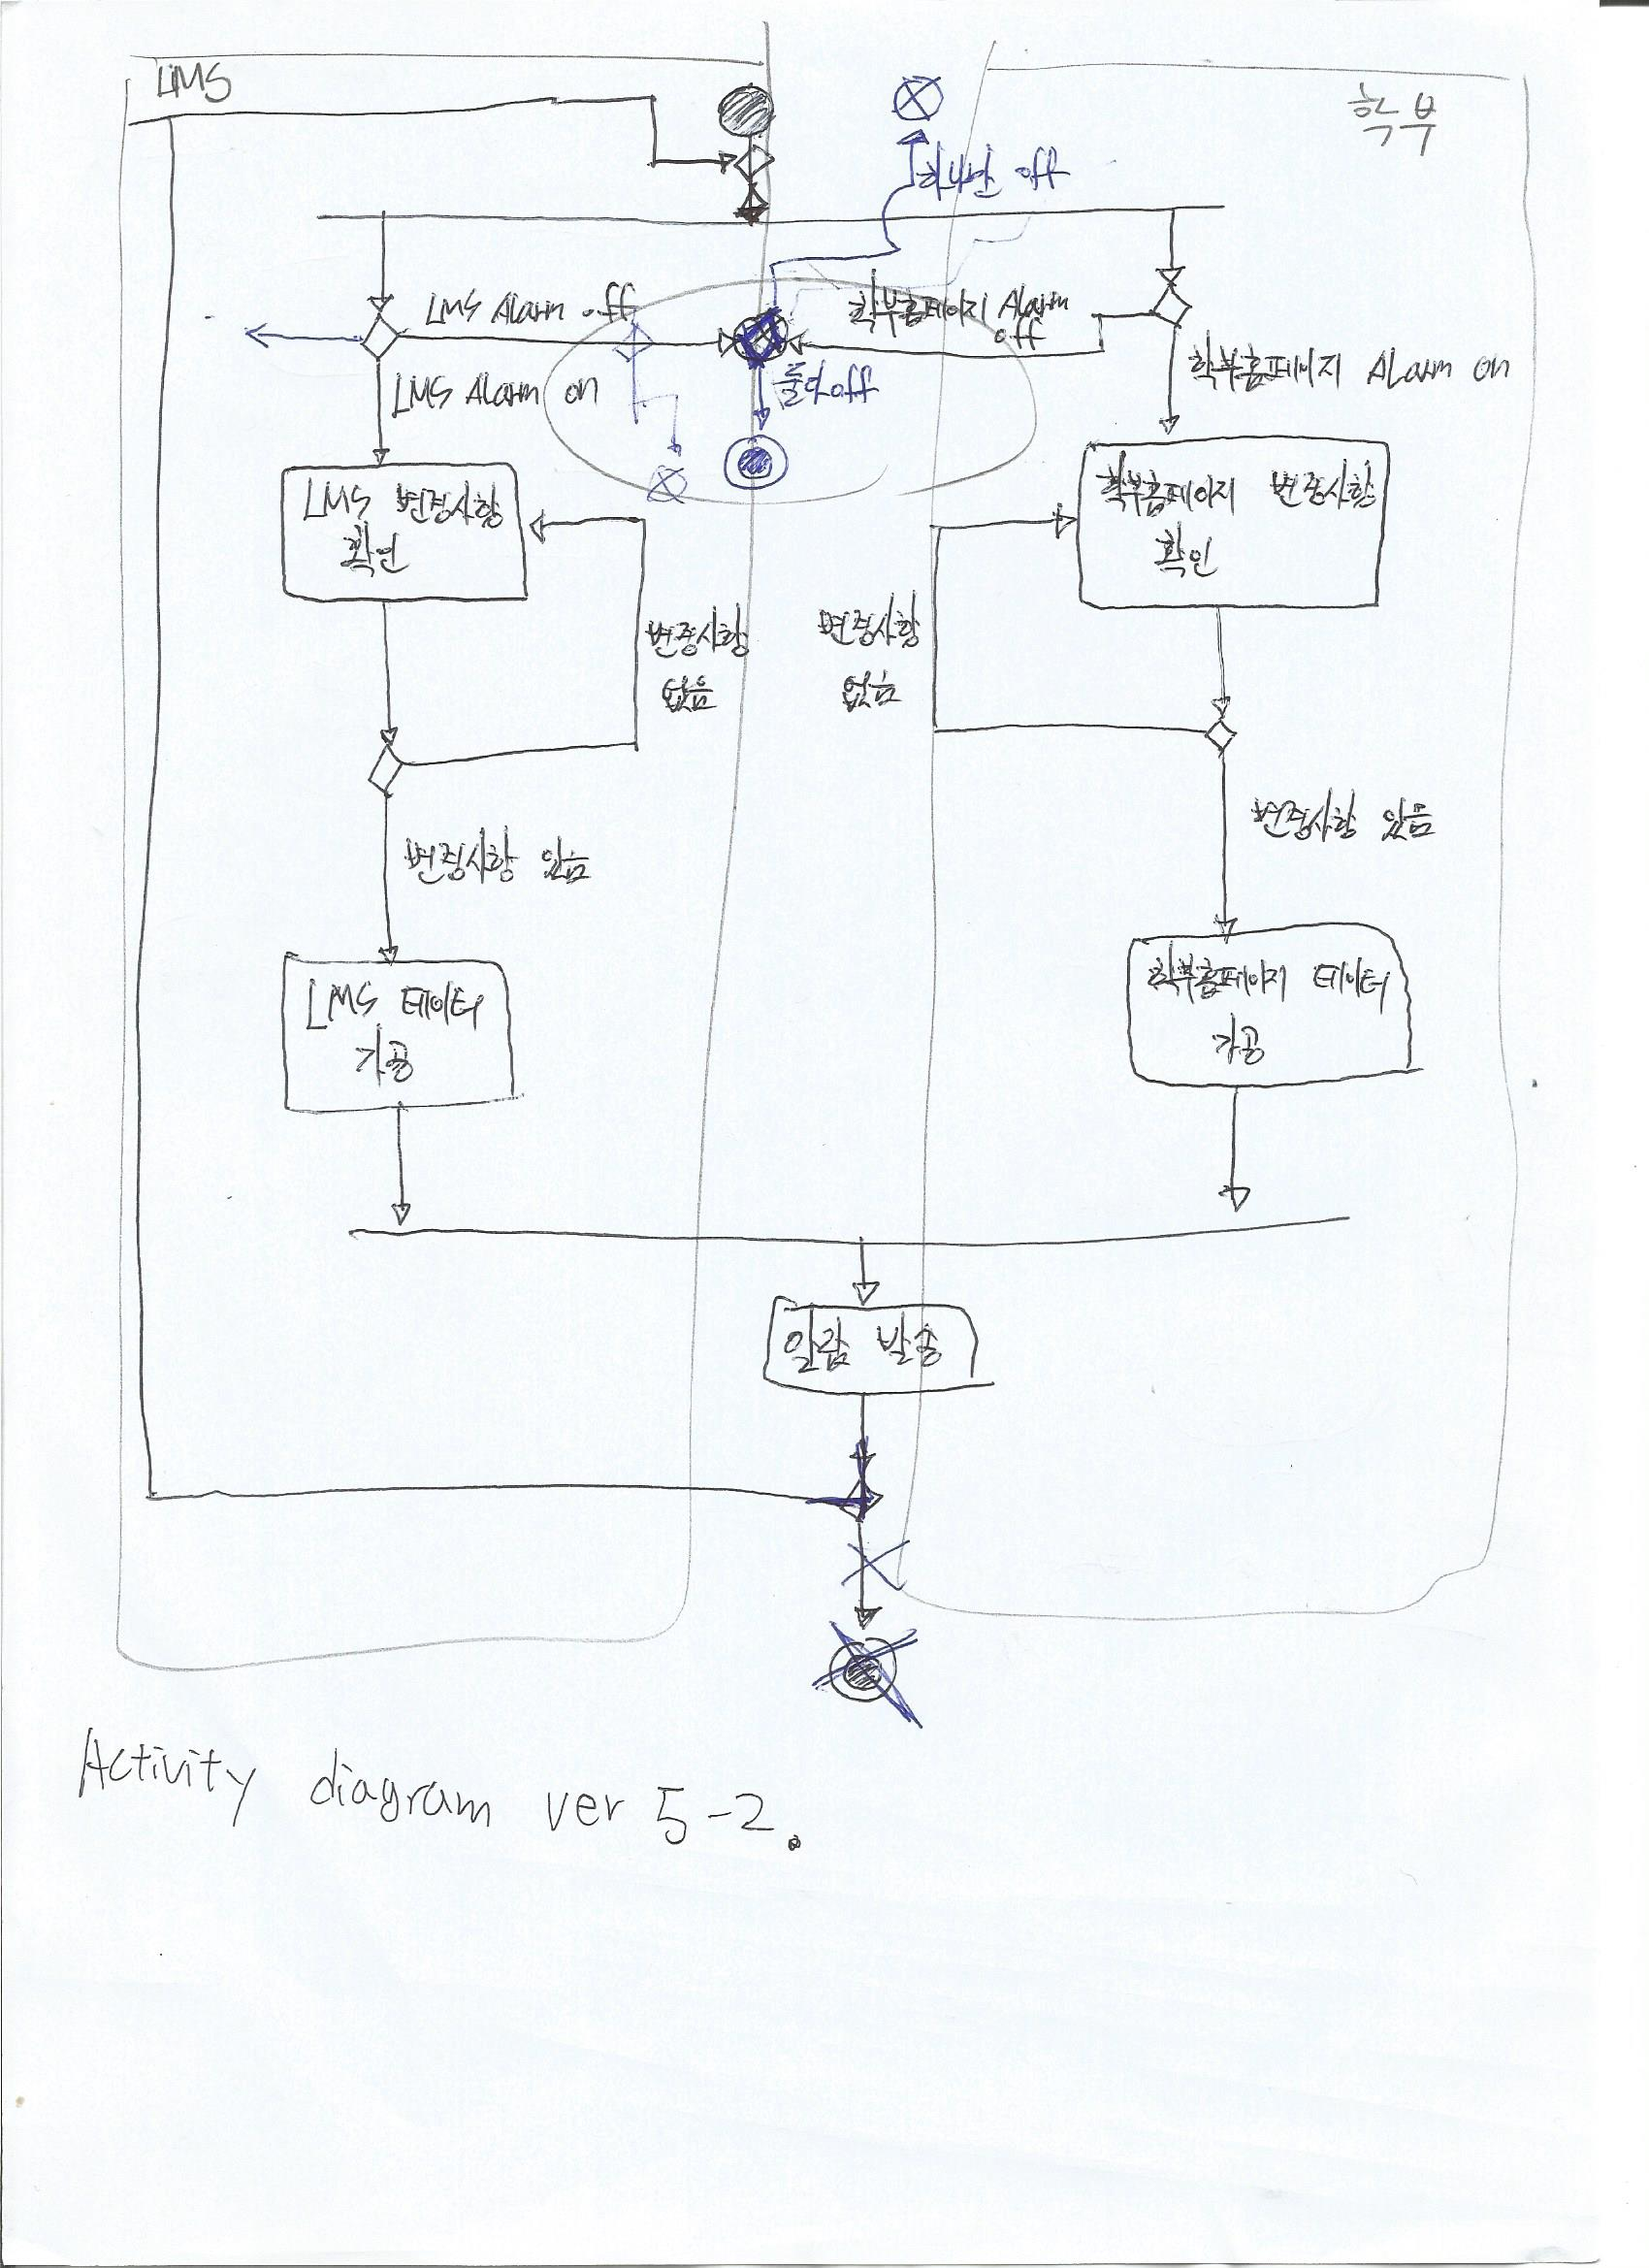 LMS
학부
하나만 off
LMS Alarm off
학부홈페이지 Alarm
off
LMS Alarm on
둘다 off
학부홈페이지 Alarm on
LMS 변경사항
확인
학부홈페이지 변경사항
확인
변경사항
없음
변경사항
없음
변경사항 있음
변경사항 있음
LMS 데이터
가공
학부홈페이지 데이터
가공
알람 발송
Activity diagram ver 5-2.